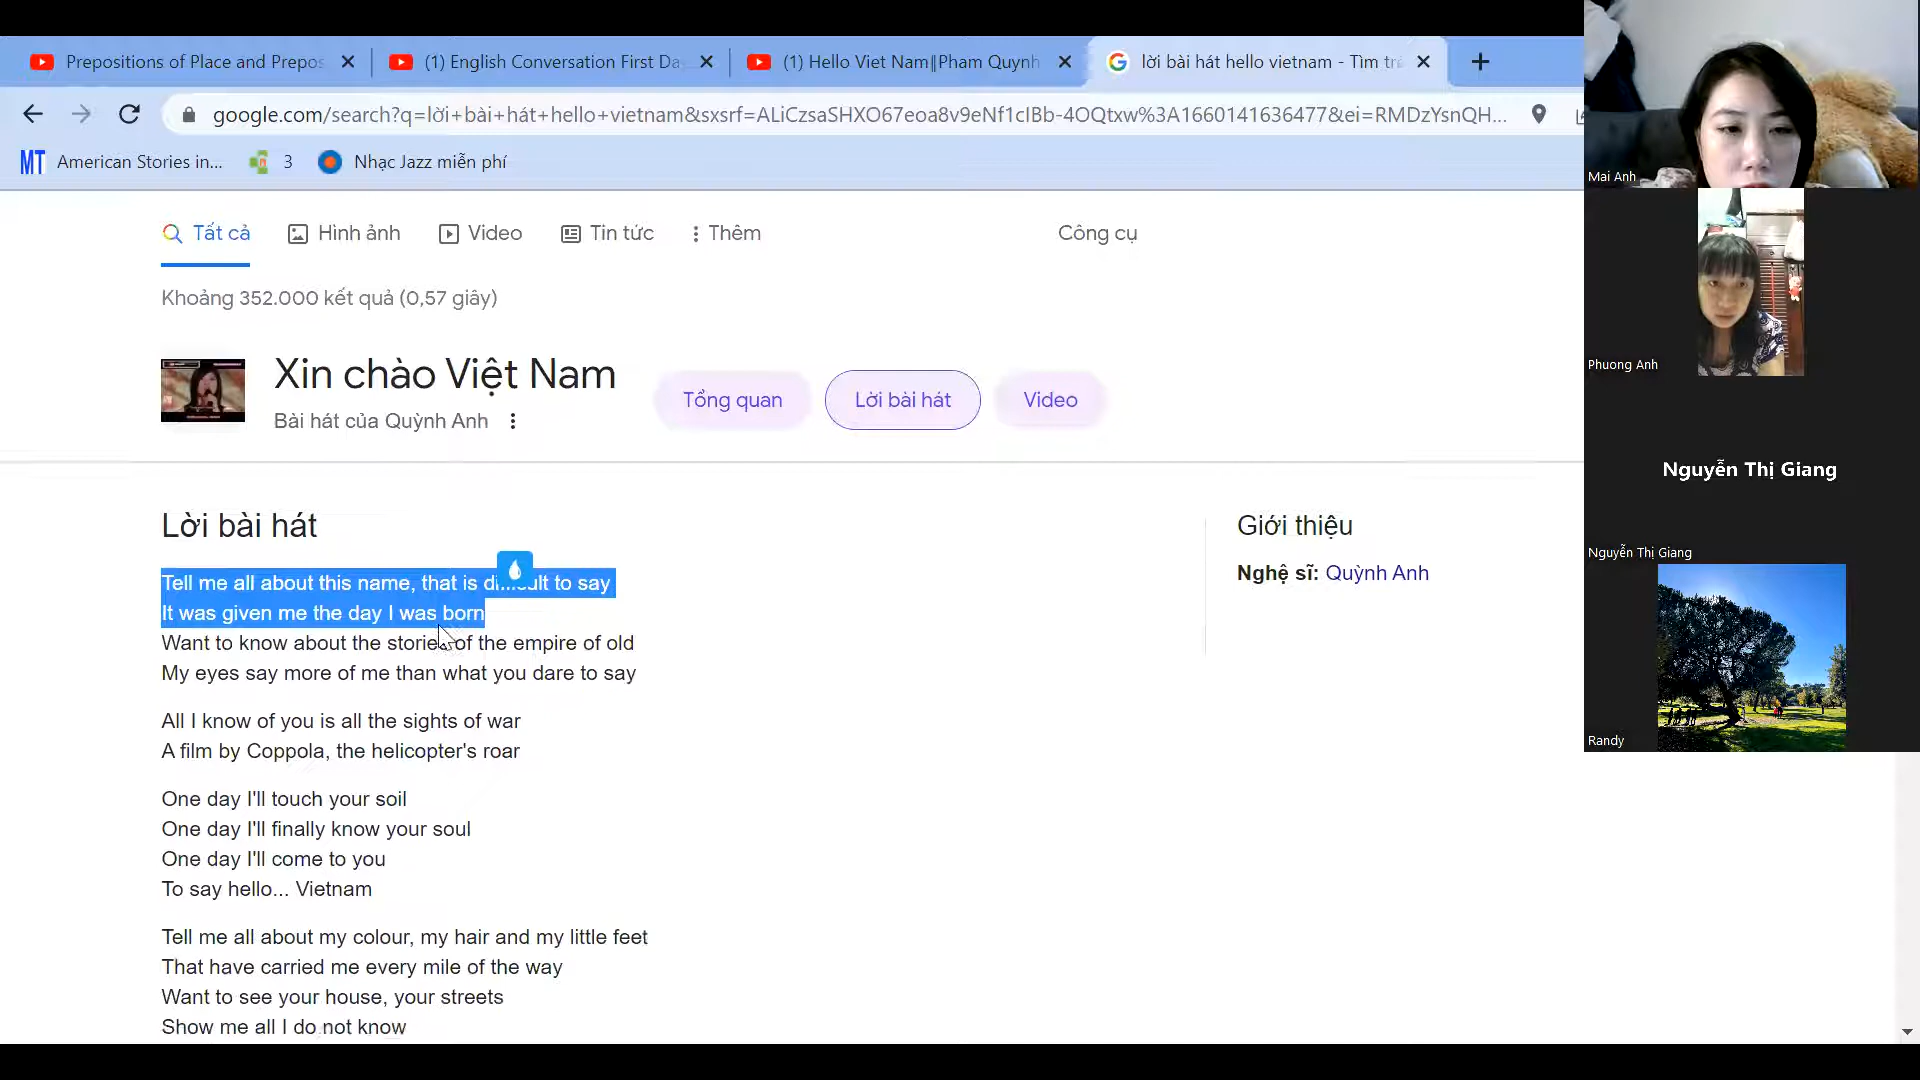 Prepositions of Place and Prepos
(1) English Conversation First Da
(1) Hello Viet Nam||Pham Quynh
lời bài hát hello vietnam - Tìm trê
google.com/search?q=lời+bài+hát+hello+vietnam&sxsrf=ALiCzsaSHXO67eoa8v9eNf1cIBb-4OQtxw%3A1660141636477&ei=RMDzYsnQH...
MT American Stories in...
3
Nhạc Jazz miễn phí
Tất cả
Hình ảnh
Video
Tin tức
Thêm
Công cụ
Khoảng 352.000 kết quả (0,57 giây)
Xin chào Việt Nam
Bài hát của Quỳnh Anh
Tổng quan
Lời bài hát
Video
Lời bài hát
Tell me all about this name, that is difficult to say
It was given me the day I was born
Want to know about the stories of the empire of old
My eyes say more of me than what you dare to say
All I know of you is all the sights of war
A film by Coppola, the helicopter's roar
One day I'll touch your soil
One day I'll finally know your soul
One day I'll come to you
To say hello... Vietnam
Tell me all about my colour, my hair and my little feet
That have carried me every mile of the way
Want to see your house, your streets
Show me all I do not know
Giới thiệu
Nghệ sĩ: Quỳnh Anh
Mai Anh
Phuong Anh
Nguyễn Thị Giang
Nguyễn Thị Giang
Randy